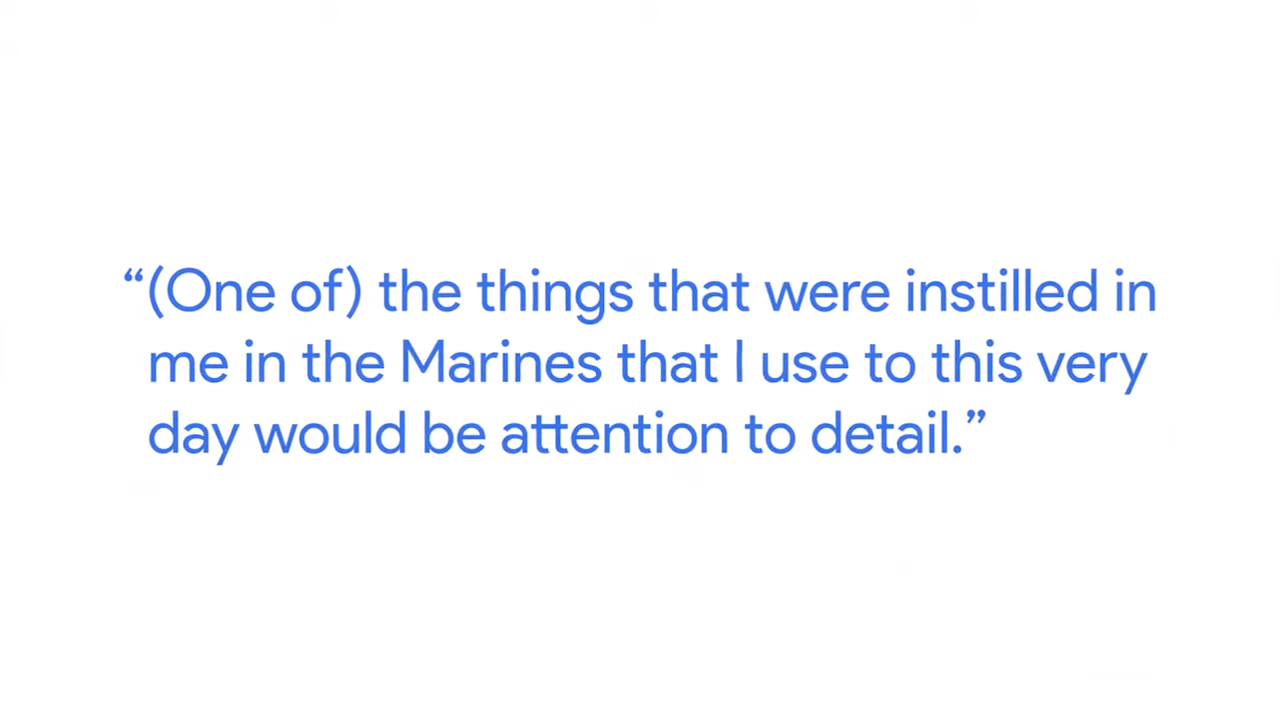 “(One of) the things that were instilled in
me in the Marines that I use to this very
day would be attention to detail.”